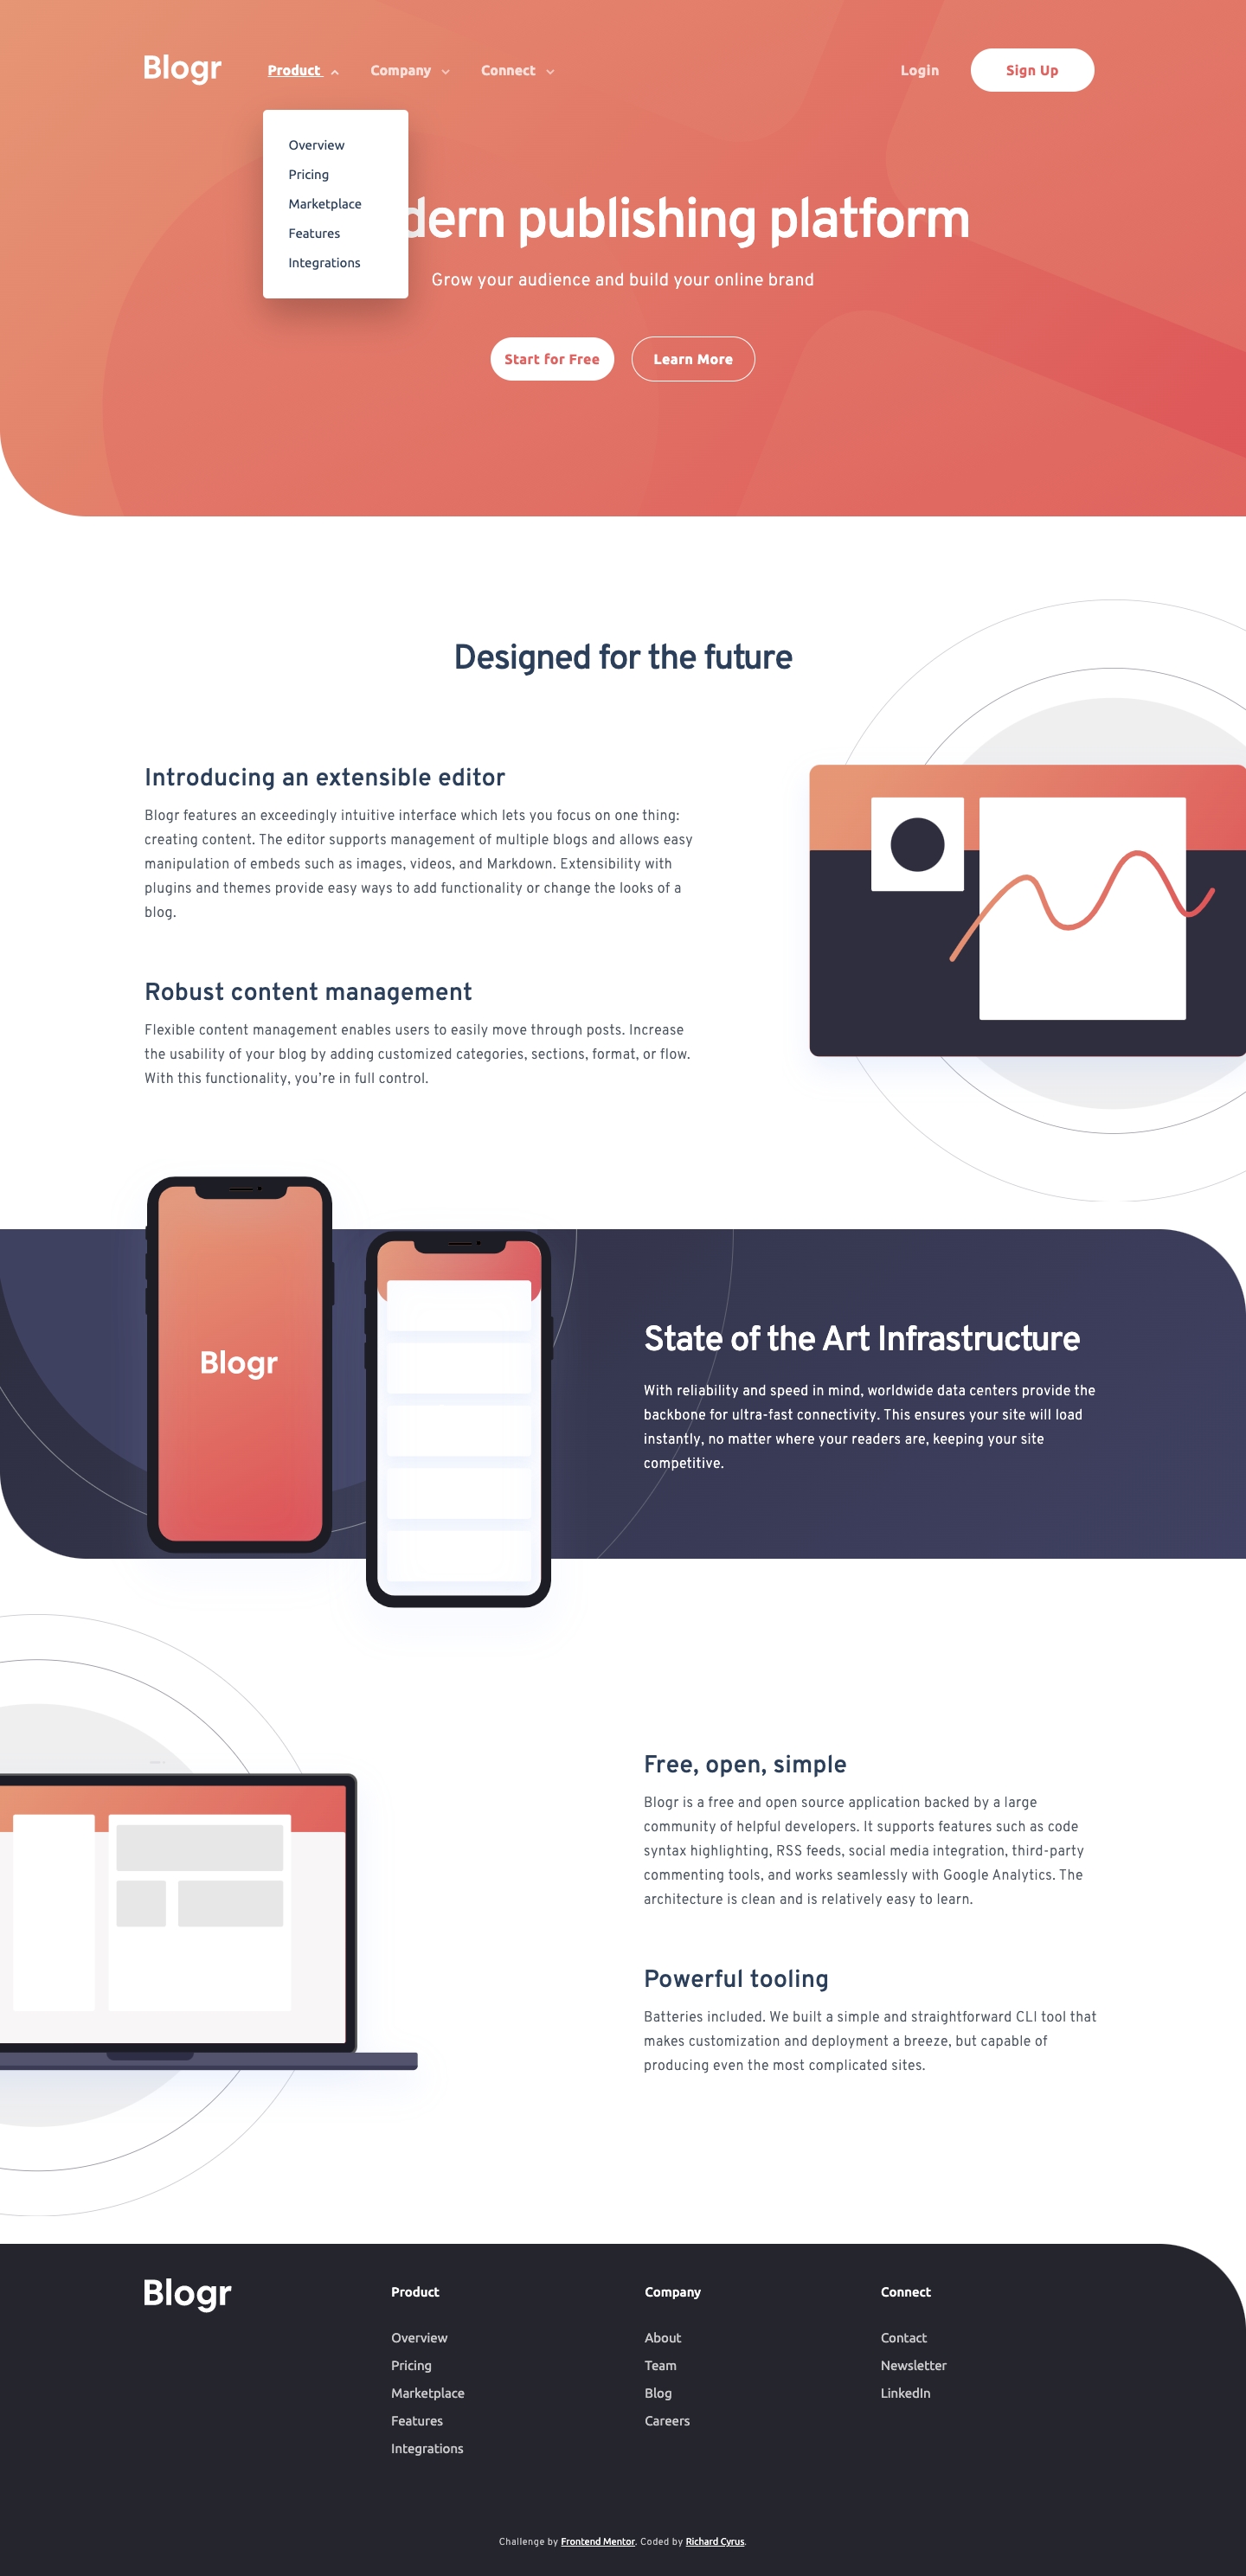 Blogr
Product
Company
Connect
Login
Sign Up
Overview
Pricing
Marketplace
Features
Integrations
dern publishing platform
Grow your audience and build your online brand
Start for Free
Learn More
Designed for the future
Introducing an extensible editor
Blogr features an exceedingly intuitive interface which lets you focus on one thing:
creating content. The editor supports management of multiple blogs and allows easy
manipulation of embeds such as images, videos, and Markdown. Extensibility with
plugins and themes provide easy ways to add functionality or change the looks of a
blog.
Robust content management
Flexible content management enables users to easily move through posts. Increase
the usability of your blog by adding customized categories, sections, format, or flow.
With this functionality, you’re in full control.
Blogr
State of the Art Infrastructure
With reliability and speed in mind, worldwide data centers provide the
backbone for ultra-fast connectivity. This ensures your site will load
instantly, no matter where your readers are, keeping your site
competitive.
Free, open, simple
Blogr is a free and open source application backed by a large
community of helpful developers. It supports features such as code
syntax highlighting, RSS feeds, social media integration, third-party
commenting tools, and works seamlessly with Google Analytics. The
architecture is clean and is relatively easy to learn.
Powerful tooling
Batteries included. We built a simple and straightforward CLI tool that
makes customization and deployment a breeze, but capable of
producing even the most complicated sites.
Blogr
Product
Overview
Pricing
Marketplace
Features
Integrations
Company
About
Team
Blog
Careers
Connect
Contact
Newsletter
LinkedIn
Challenge by Frontend Mentor. Coded by Richard Cyrus.